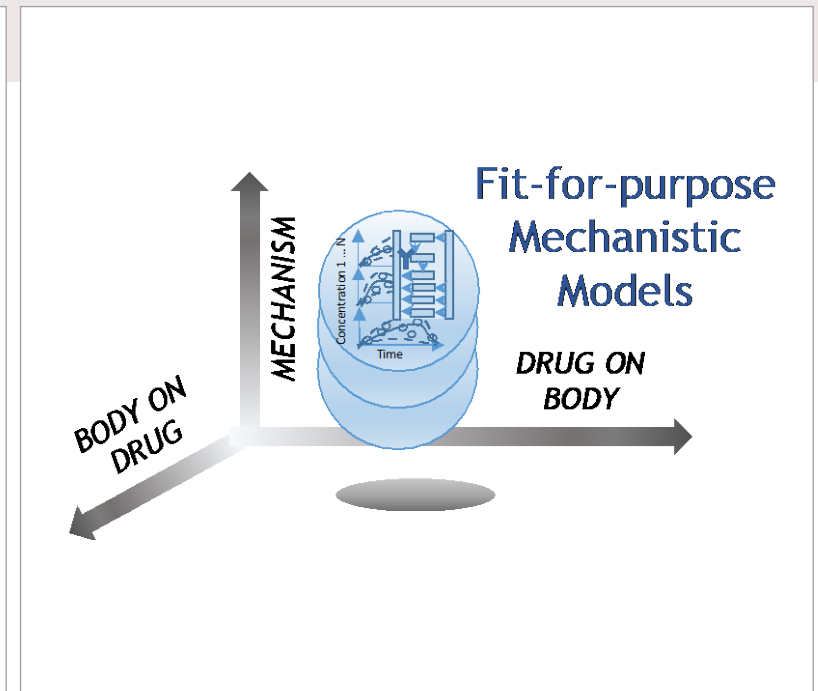 Fit-for-purpose
Mechanistic
Models
MECHANISM
Concentration 1 ... N
Time
DRUG ON
BODY
BODY ON
DRUG